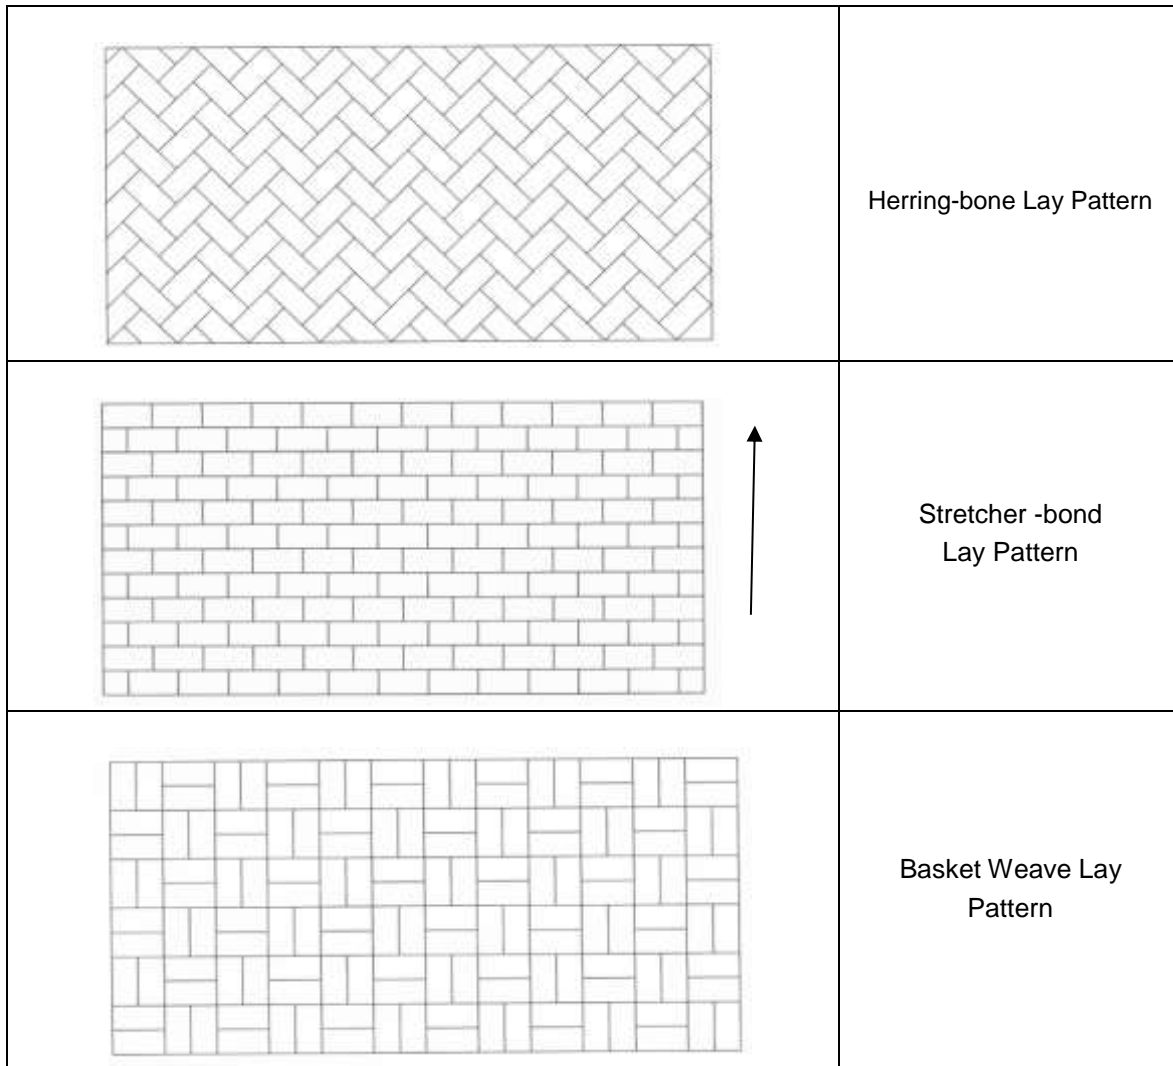 Herring-bone Lay Pattern
Stretcher -bond
Lay Pattern
Basket Weave Lay
Pattern